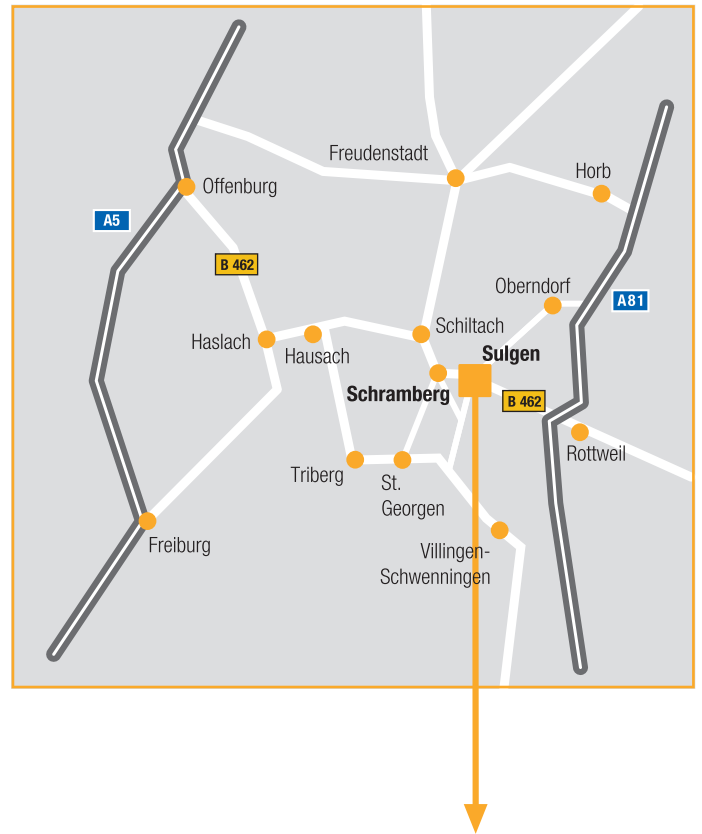 Freudenstadt
Horb
Offenburg
A5
B 462
Oberndorf
A81
Schiltach
Haslach
Hausach
Sulgen
Schramberg
B 462
Rottweil
Triberg
St.
Georgen
Freiburg
Villingen-
Schwenningen